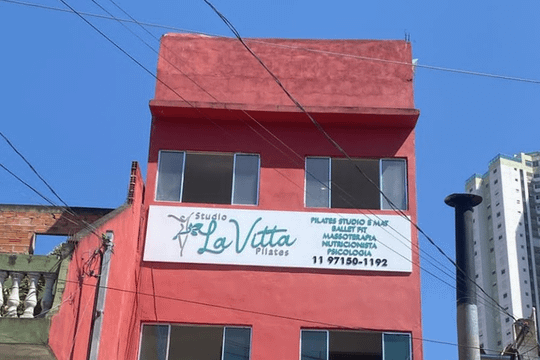 Studio
La Vitta
Pilates
PILATES STUDIO E MAT
BALLET FIT
MASSOTERAPIA
NUTRICIONISTA
PSICOLOGIA
11 97150-1192